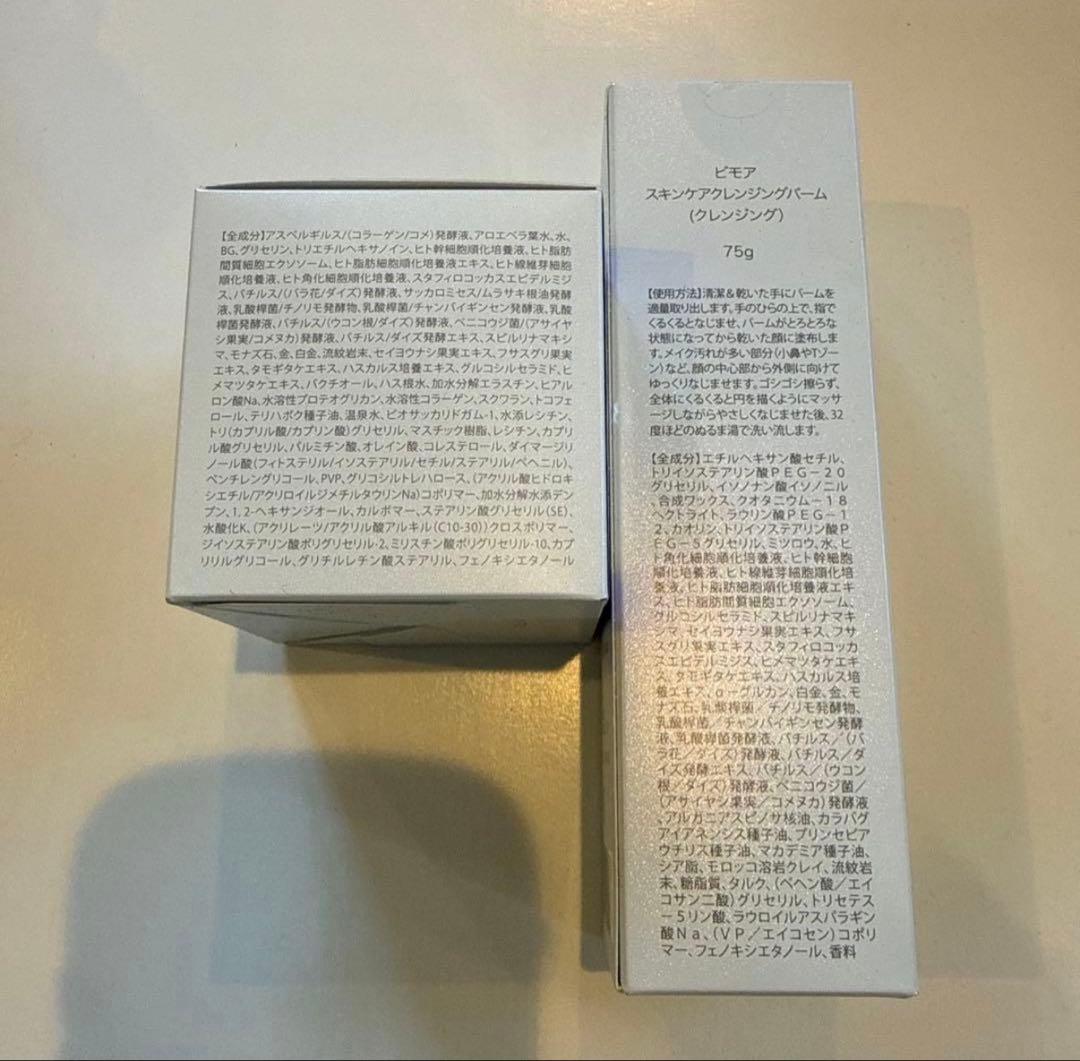 【全成分】アスペルギルス/(コラーゲン/コメ)発酵液、アロエベラ葉水、水、
BG、グリセリン、トリエチルヘキサノイン、ヒト幹細胞順化培養液、ヒト脂肪
間質細胞エクソソーム、ヒト脂肪細胞順化培養液エキス、ヒト線維芽細胞
順化培養液、ヒト角化細胞順化培養液、スタフィロコッカスエピデルミジ
ス、バチルス/(バラ花/ダイズ)発酵液、サッカロミセス/ムラサキ根油発酵
液、乳酸桿菌/チノリモ発酵物、乳酸桿菌/チャンバイギンセン発酵液、乳酸
桿菌発酵液、バチルス/(ウコン根/ダイズ)発酵液、ベニコウジ菌/(アサイヤ
シ果実/コメヌカ)発酵液、バチルス/ダイズ発酵エキス、スピルリナマキシ
マ、モナズ石、金、白金、流紋岩末、セイヨウナシ果実エキス、フサスグリ果実
エキス、タモギタケエキス、ハスカルス培養エキス、グルコシルセラミド、ヒ
メマツタケエキス、バクチオール、ハス根水、加水分解エラスチン、ヒアル
ロン酸Na、水溶性プロテオグリカン、水溶性コラーゲン、スクワラン、トコフェ
ロール、テリハボク種子油、温泉水、ビオサッカリドガム-1、水添レシチン、
トリ(カプリル酸/カプリン酸)グリセリル、マスチック樹脂、レシチン、カプリ
ル酸グリセリル、パルミチン酸、オレイン酸、コレステロール、ダイマージリ
ノール酸(フィトステリル/イソステアリル/セチル/ステアリル/ベヘニル)、
ペンチレングリコール、PVP、グリコシルトレハロース、(アクリル酸ヒドロキ
シエチル/アクリロイルジメチルタウリンNa)コポリマー、加水分解水添デン
プン、1,2-ヘキサンジオール、カルボマー、ステアリン酸グリセリル(SE)、
水酸化K、(アクリレーツ/アクリル酸アルキル(C10-30))クロスポリマー、
ジイソステアリン酸ポリグリセリル-2、ミリスチン酸ポリグリセリル-10、カプ
リリルグリコール、グリチルレチン酸ステアリル、フェノキシエタノール
ビモア
スキンケアクレンジングバーム
(クレンジング)
75g
【使用方法】清潔&乾いた手にバームを
適量取り出します。手のひらの上で、指で
くるくるとなじませ、バームがとろとろな
状態になってから乾いた顔に塗布しま
す。メイク汚れが多い部分(小鼻やTゾー
ン)など、顔の中心部から外側に向けて
ゆっくりなじませます。ゴシゴシ擦らず、
全体にくるくると円を描くようにマッサ
ージしながらやさしくなじませた後、32
度ほどのぬるま湯で洗い流します。
【全成分】エチルヘキサン酸セチル、
トリイソステアリン酸PEG－20
グリセリル、イソノナン酸イソノニル
、合成ワックス、クオタニウム－18
ヘクトライト、ラウリン酸PEG－1
2、カオリン、トリイソステアリン酸P
EG－5グリセリル、ミツロウ、水、ヒ
ト角化細胞順化培養液、ヒト幹細胞
順化培養液、ヒト線維芽細胞順化培
養液、ヒト脂肪細胞順化培養液エキ
ス、ヒト脂肪間質細胞エクソソーム、
グルコシルセラミド、スピルリナマキ
シマ、セイヨウナシ果実エキス、フサ
スグリ果実エキス、スタフィロコッカ
スエピデルミジス、ヒメマツタケエキ
ス、タモギタケエキス、ハスカルス培
養エキス、α－グルカン、白金、金、モ
ナズ石、乳酸桿菌／チノリモ発酵物、
乳酸桿菌／チャンバイギンセン発酵
液、乳酸桿菌発酵液、バチルス／(バ
ラ花／ダイズ)発酵液、バチルス／ダ
イズ発酵エキス、バチルス／(ウコン
根／ダイズ)発酵液、ベニコウジ菌／
(アサイヤシ果実／コメヌカ)発酵液
、アルガニアスピノサ核油、カラパグ
アイアネンシス種子油、プリンセピア
ウチリス種子油、マカデミア種子油、
シア脂、モロッコ溶岩クレイ、流紋岩
末、糖脂質、タルク、(ベヘン酸／エイ
コサン二酸)グリセリル、トリセテス
－5リン酸、ラウロイルアスパラギン
酸Na、(VP／エイコセン)コポリ
マー、フェノキシエタノール、香料